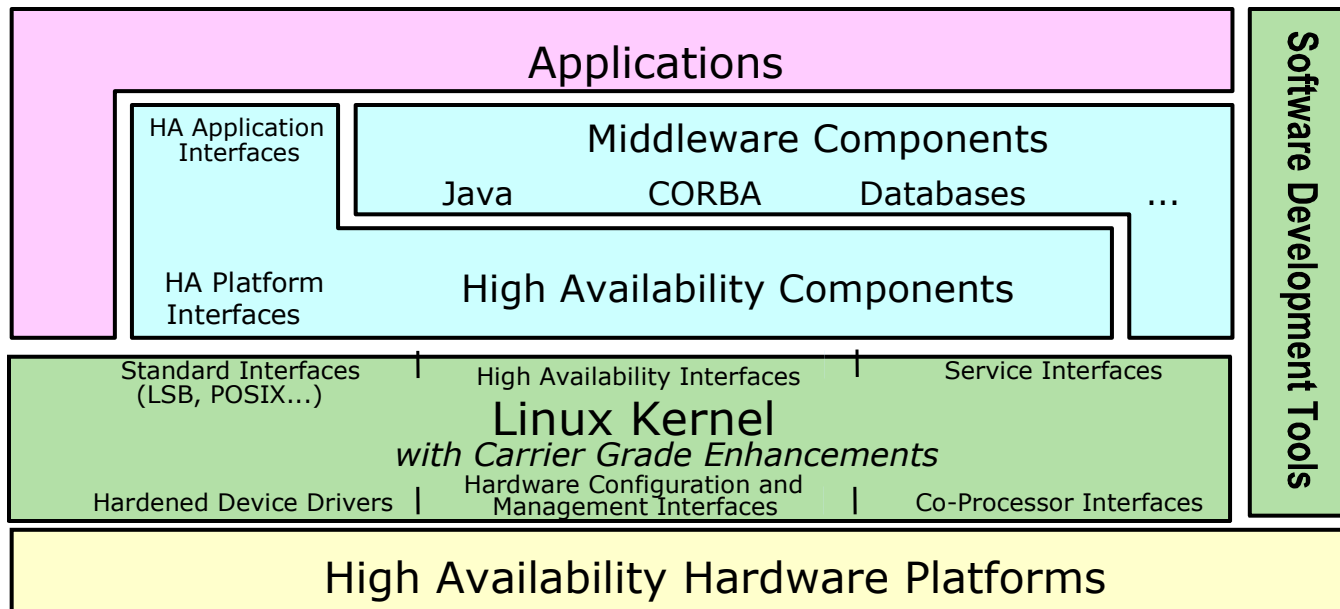 Applications
HA Application
Interfaces
Middleware Components
Java CORBA Databases ...
HA Platform
Interfaces
High Availability Components
Standard Interfaces
(LSB, POSIX...)
| High Availability Interfaces |
Service Interfaces
Linux Kernel
with Carrier Grade Enhancements
Hardened Device Drivers |
Hardware Configuration and
Management Interfaces
| Co-Processor Interfaces
High Availability Hardware Platforms
Software Development Tools